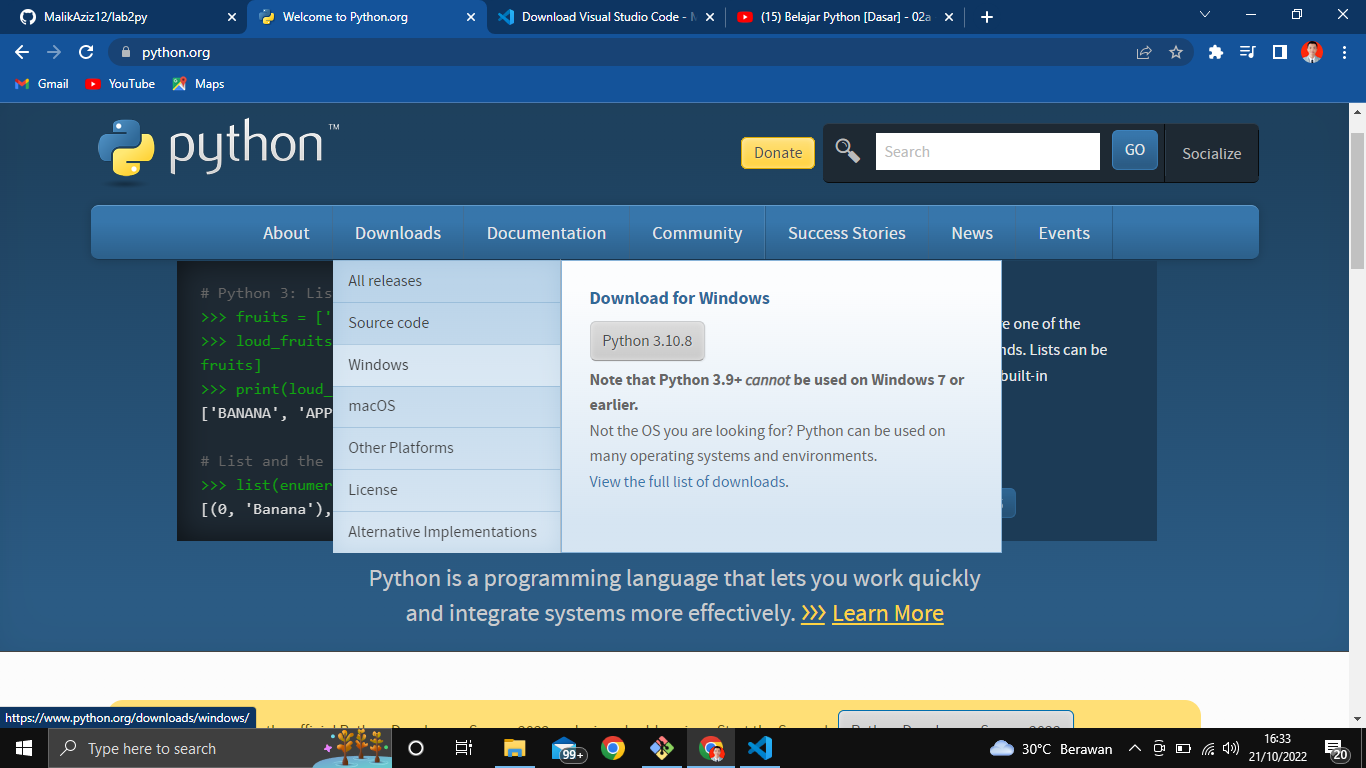 MalikAziz12/lab2py
Welcome to Python.org
Download Visual Studio Code - M
(15) Belajar Python [Dasar] - 02a
python.org
Gmail
YouTube
Maps
python™
Donate
Search
GO
Socialize
About
Downloads
Documentation
Community
Success Stories
News
Events
# Python 3: Lis
>>> fruits = ['
>>> loud_fruits
fruits]
>>> print(loud_
['BANANA', 'APP
# List and the
>>> list(enumer
[(0, 'Banana'),
All releases
Source code
Windows
macOS
Other Platforms
License
Alternative Implementations
Download for Windows
Python 3.10.8
Note that Python 3.9+ cannot be used on Windows 7 or
earlier.
Not the OS you are looking for? Python can be used on
many operating systems and environments.
View the full list of downloads.
e one of the
nds. Lists can be
built-in
Python is a programming language that lets you work quickly
and integrate systems more effectively. >>> Learn More
https://www.python.org/downloads/windows/
Type here to search
99+
30°C Berawan
16:33
21/10/2022
20